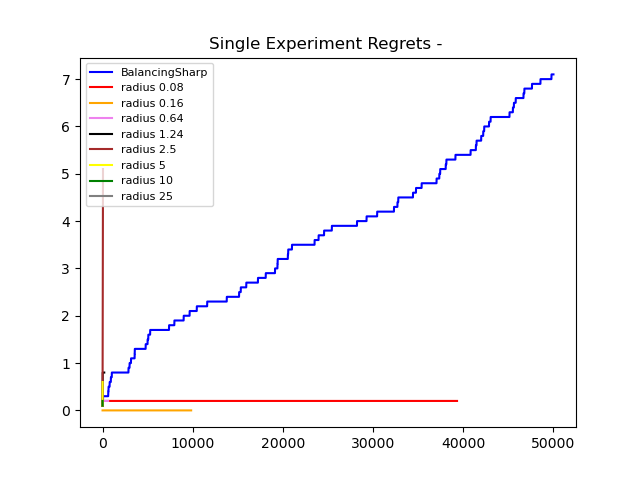 Single Experiment Regrets -
BalancingSharp
radius 0.08
radius 0.16
radius 0.64
radius 1.24
radius 2.5
radius 5
radius 10
radius 25
7
6
5
4
3
2
1
0
0 10000 20000 30000 40000 50000